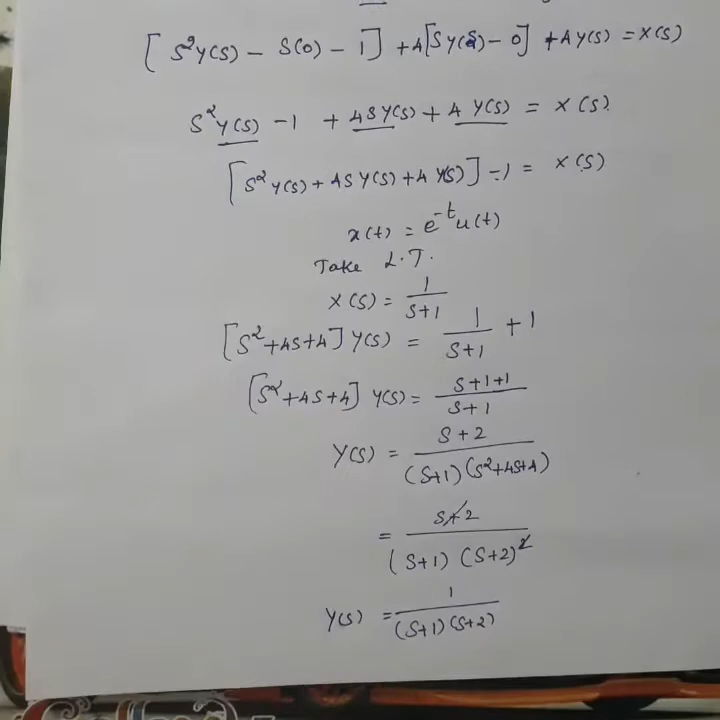 [S²Y(S) - S(0) - 1] + 4[SY(S) - 0] + 4Y(S) = X(S)
S²Y(S) - 1 + 4SY(S) + 4 Y(S) = X(S)
[S²Y(S) + 4SY(S) + 4 Y(S)] - 1 = X(S)
x(t) = e^-t u(t)
Take L.T.
X(S) = 1/(S+1)
[S²+4S+4] Y(S) = 1/(S+1) + 1
[S²+4S+4] Y(S) = (S+1+1)/(S+1)
Y(S) = (S+2)/((S+1)(S²+4S+4))
= (S+2)/((S+1)(S+2)²)
Y(S) = 1/((S+1)(S+2))